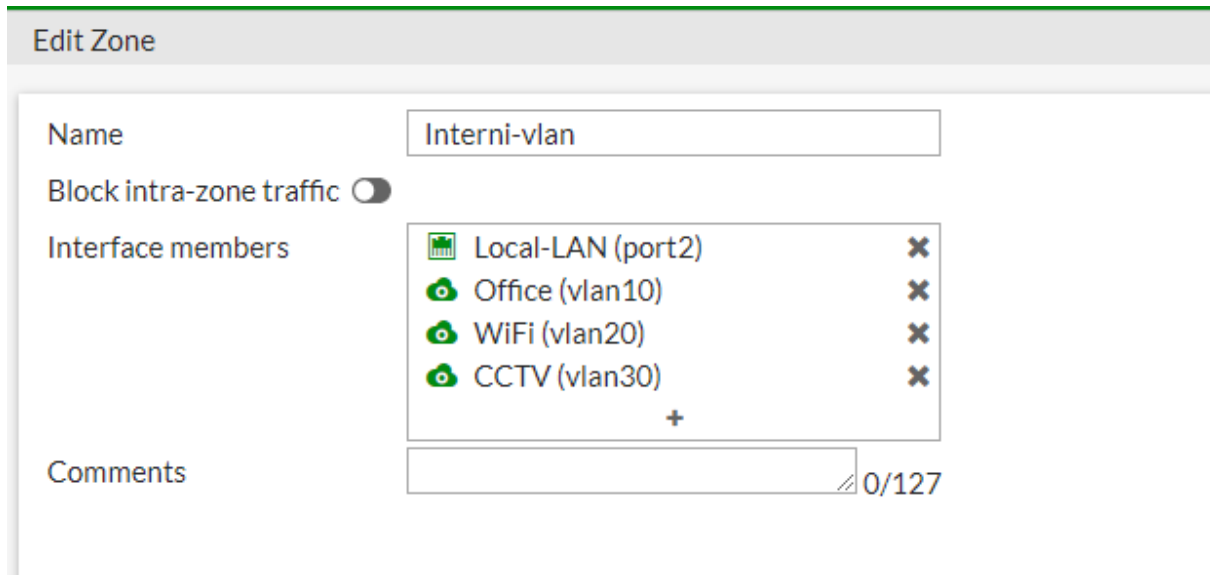 Edit Zone
Name Interni-vlan
Block intra-zone traffic
Interface members Local-LAN (port2)
Office (vlan10)
WiFi (vlan20)
CCTV (vlan30)
+
Comments 0/127